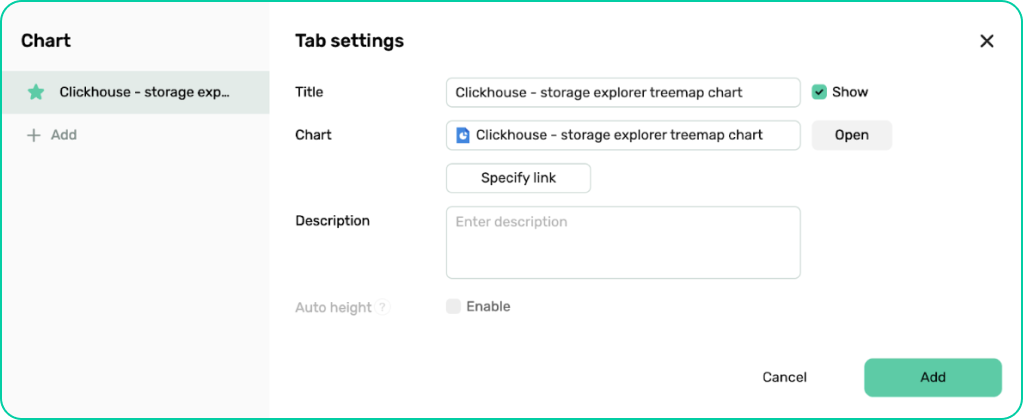 Chart
Clickhouse - storage exp...
Add
Tab settings
Title
Clickhouse - storage explorer treemap chart
Show
Chart
Clickhouse - storage explorer treemap chart
Open
Specify link
Description
Enter description
Auto height ?
Enable
Cancel
Add